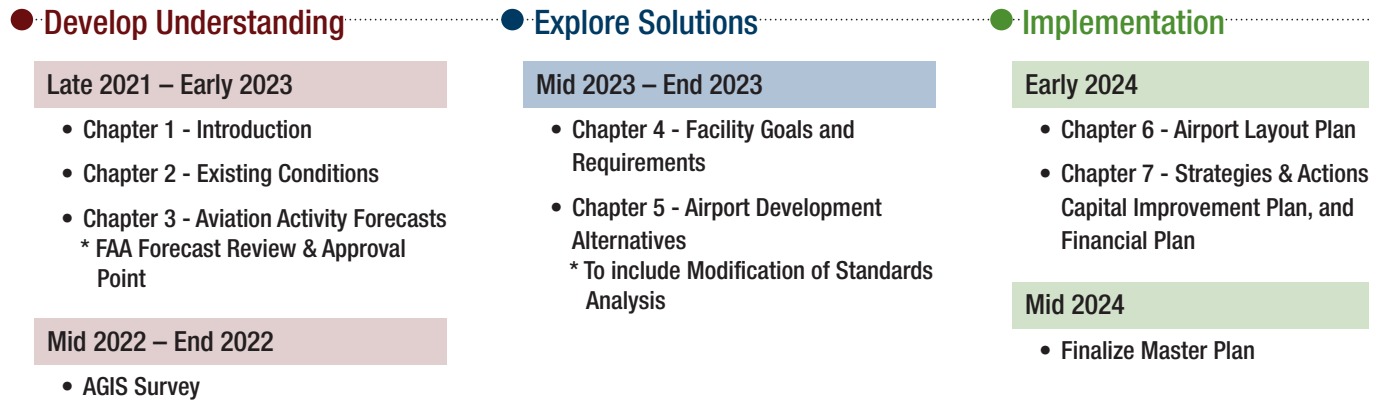 Develop Understanding
Late 2021 – Early 2023
• Chapter 1 - Introduction
• Chapter 2 - Existing Conditions
• Chapter 3 - Aviation Activity Forecasts
* FAA Forecast Review & Approval
Point
Mid 2022 – End 2022
• AGIS Survey
Explore Solutions
Mid 2023 – End 2023
• Chapter 4 - Facility Goals and
Requirements
• Chapter 5 - Airport Development
Alternatives
* To include Modification of Standards
Analysis
Implementation
Early 2024
• Chapter 6 - Airport Layout Plan
• Chapter 7 - Strategies & Actions
Capital Improvement Plan, and
Financial Plan
Mid 2024
• Finalize Master Plan